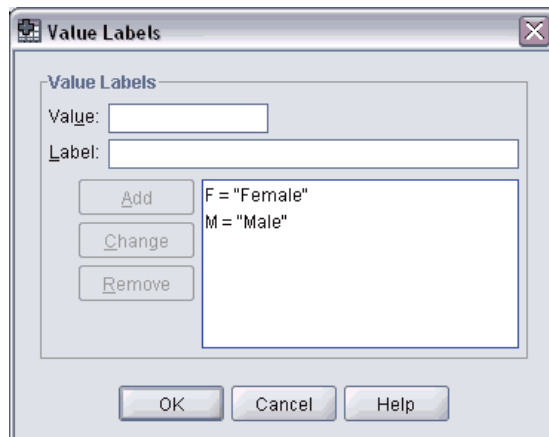 Value Labels
Value Labels
Value:
Label:
Add
Change
Remove
F = "Female"
M = "Male"
OK
Cancel
Help